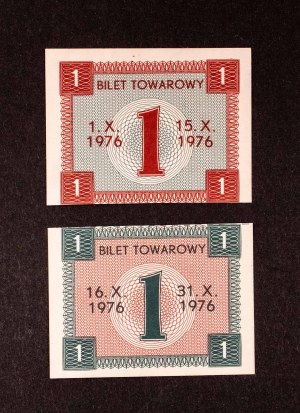 1 1
BILET TOWAROWY
1. X. 1 15. X.
1976 1976
1 1
1 1
BILET TOWAROWY
16. X. 1 31. X.
1976 1976
1 1